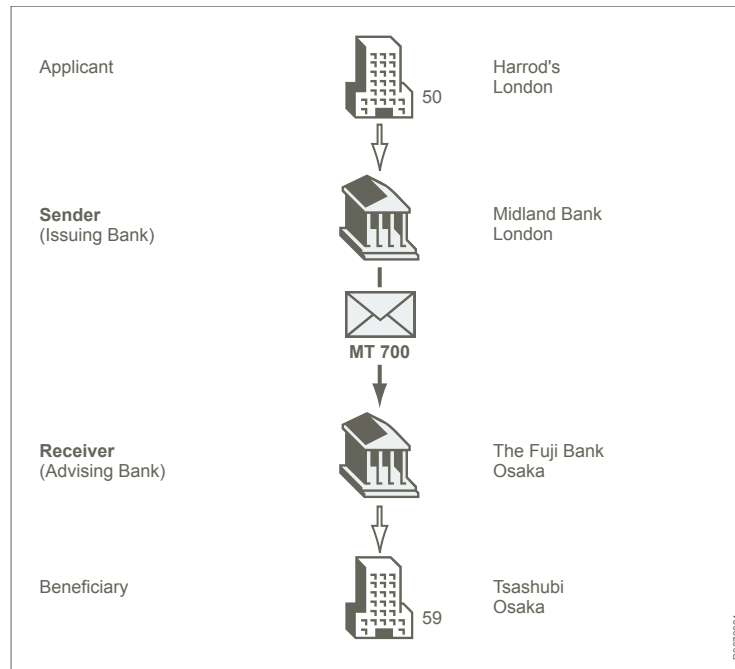 Applicant
50
Harrod's
London
Sender
(Issuing Bank)
Midland Bank
London
MT 700
Receiver
(Advising Bank)
The Fuji Bank
Osaka
Beneficiary
59
Tsashubi
Osaka